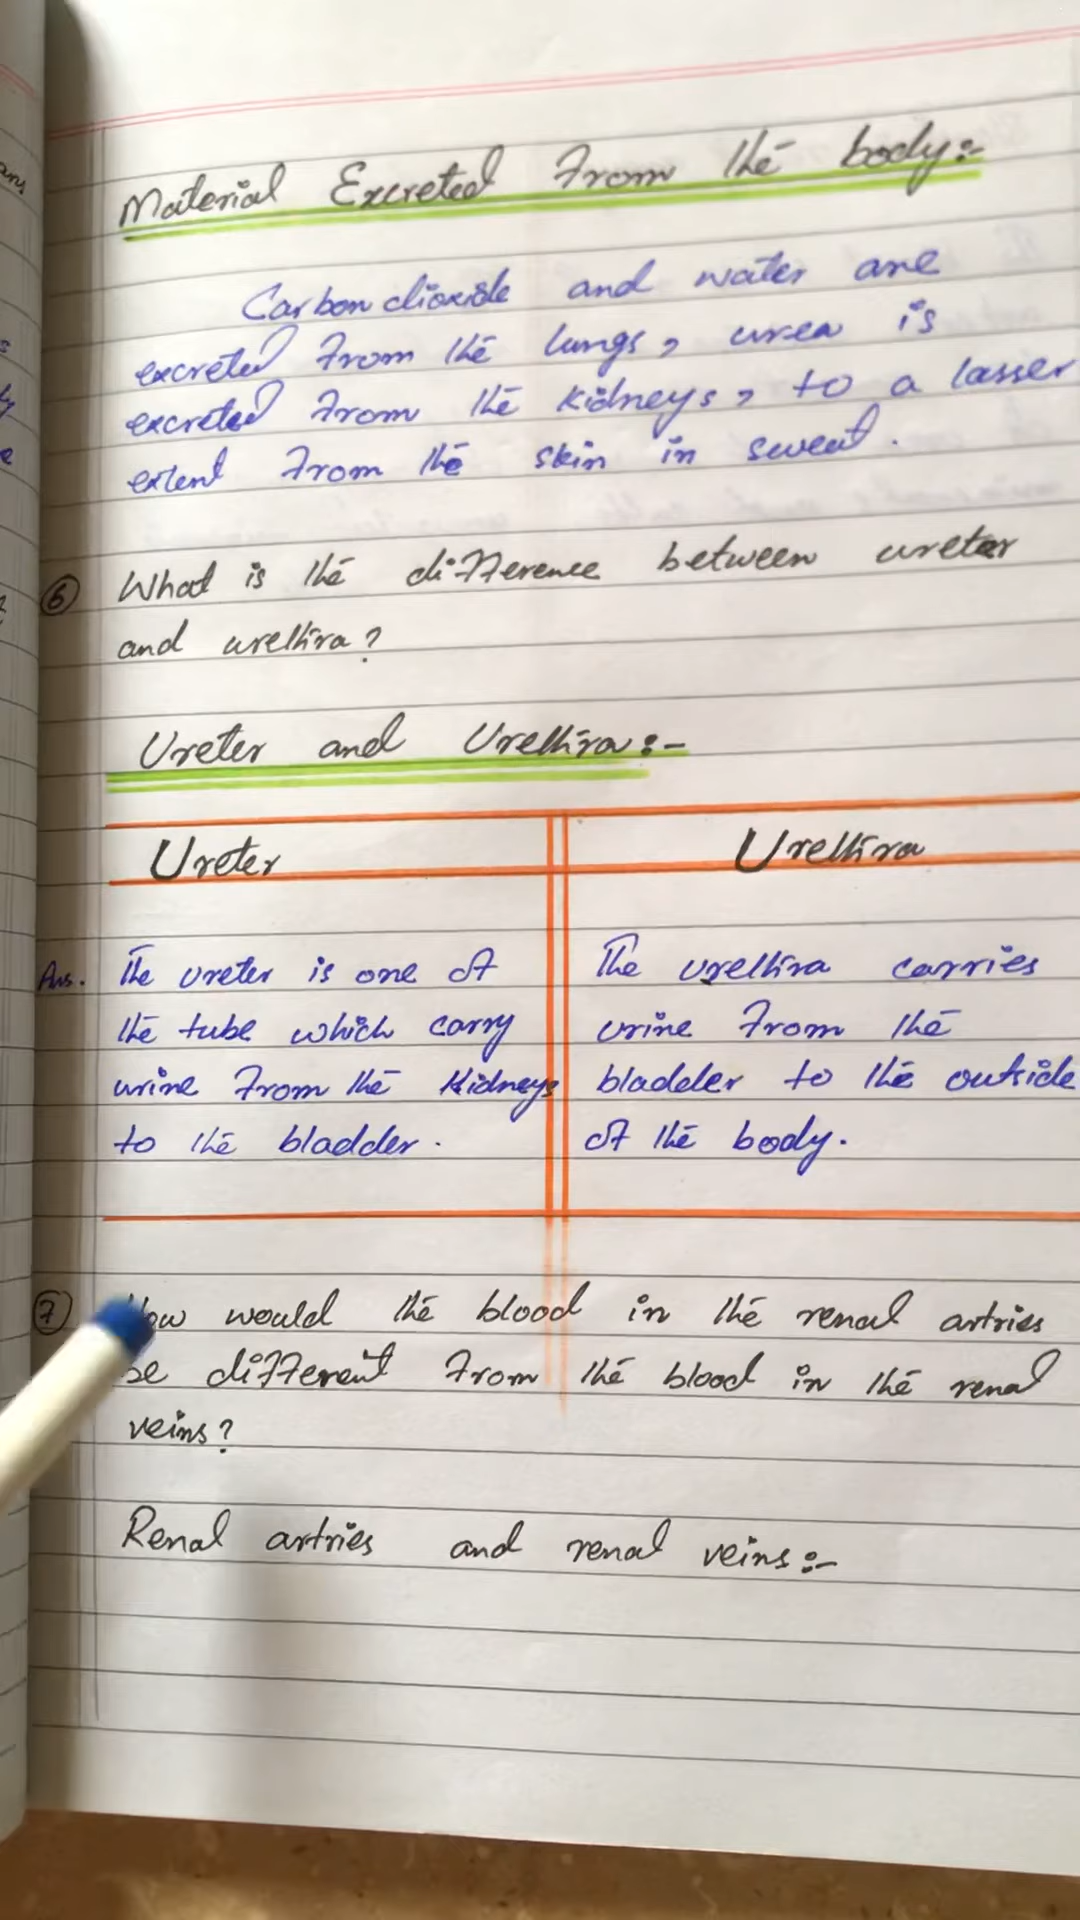 Material Excreted From the body:-
Carbon dioxide and water are
excreted from the lungs, urea is
excreted from the kidneys, to a lasser
extent from the skin in sweat.
6 What is the difference between ureter
and urethra?
Ureter and Urethra:-
Ureter
Urethra
Ans. The ureter is one of
the tube which carry
urine from the kidneys
to the bladder.
The urethra carries
urine from the
bladder to the outside
of the body.
7 How would the blood in the renal artries
be different from the blood in the renal
veins?
Renal artries and renal veins:-